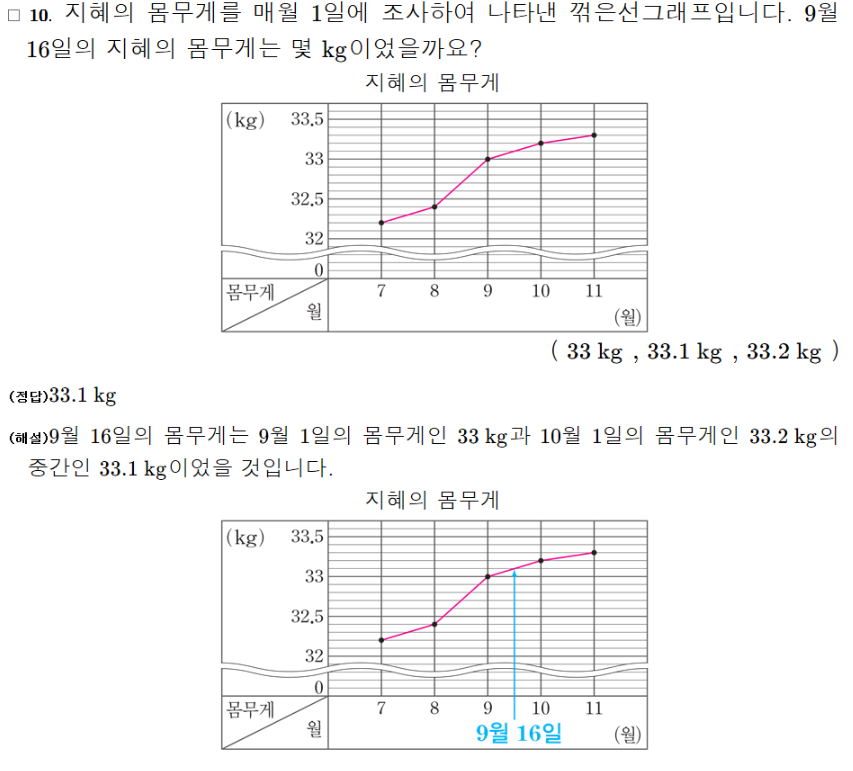 □ 10. 지혜의 몸무게를 매월 1일에 조사하여 나타낸 꺾은선그래프입니다. 9월
16일의 지혜의 몸무게는 몇 kg이었을까요?
지혜의 몸무게
(kg) 33.5
33
32.5
32
0
몸무게 월 7 8 9 10 11
(월)
( 33 kg , 33.1 kg , 33.2 kg )
(정답)33.1 kg
(해설)9월 16일의 몸무게는 9월 1일의 몸무게인 33 kg과 10월 1일의 몸무게인 33.2 kg의
중간인 33.1 kg이었을 것입니다.
지혜의 몸무게
(kg) 33.5
33
32.5
32
0
몸무게 월 7 8 9 10 11
9월 16일 (월)